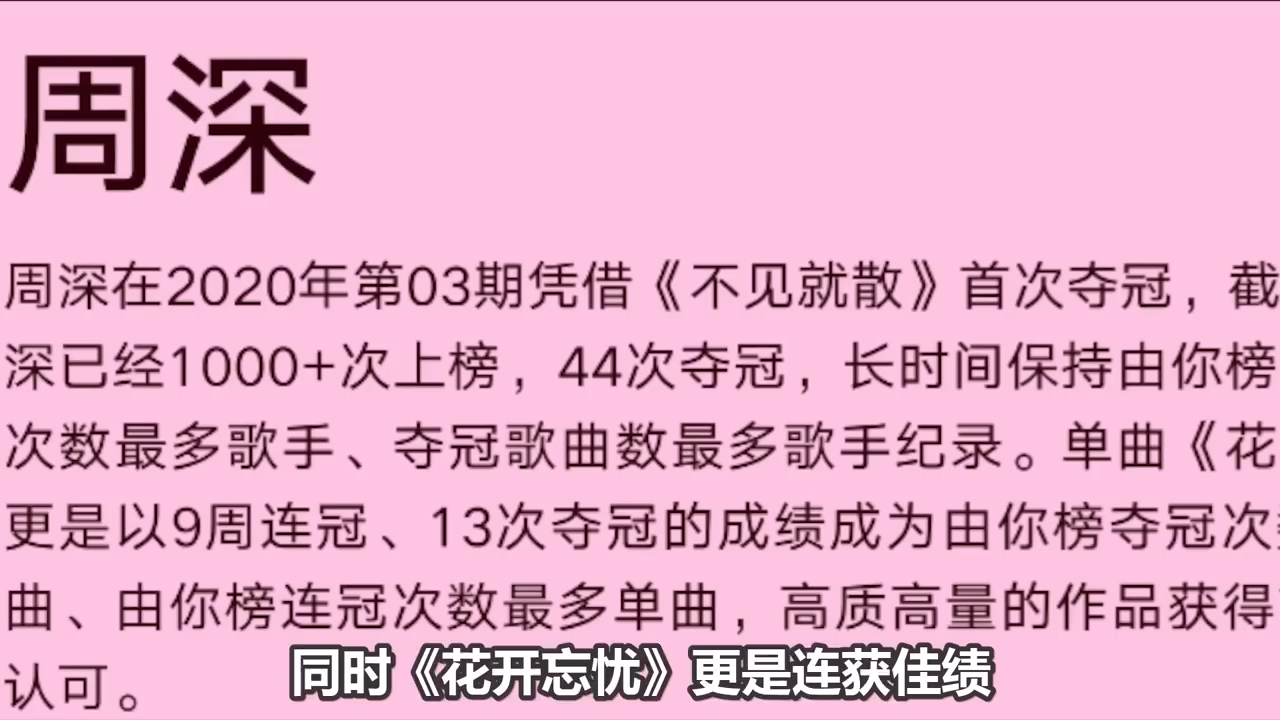 周深
周深在2020年第03期凭借《不见就散》首次夺冠，截
深已经1000+次上榜，44次夺冠，长时间保持由你榜
次数最多歌手、夺冠歌曲数最多歌手纪录。单曲《花
更是以9周连冠、13次夺冠的成绩成为由你榜夺冠次
曲、由你榜连冠次数最多单曲，高质高量的作品获得
认可。
同时《花开忘忧》更是连获佳绩